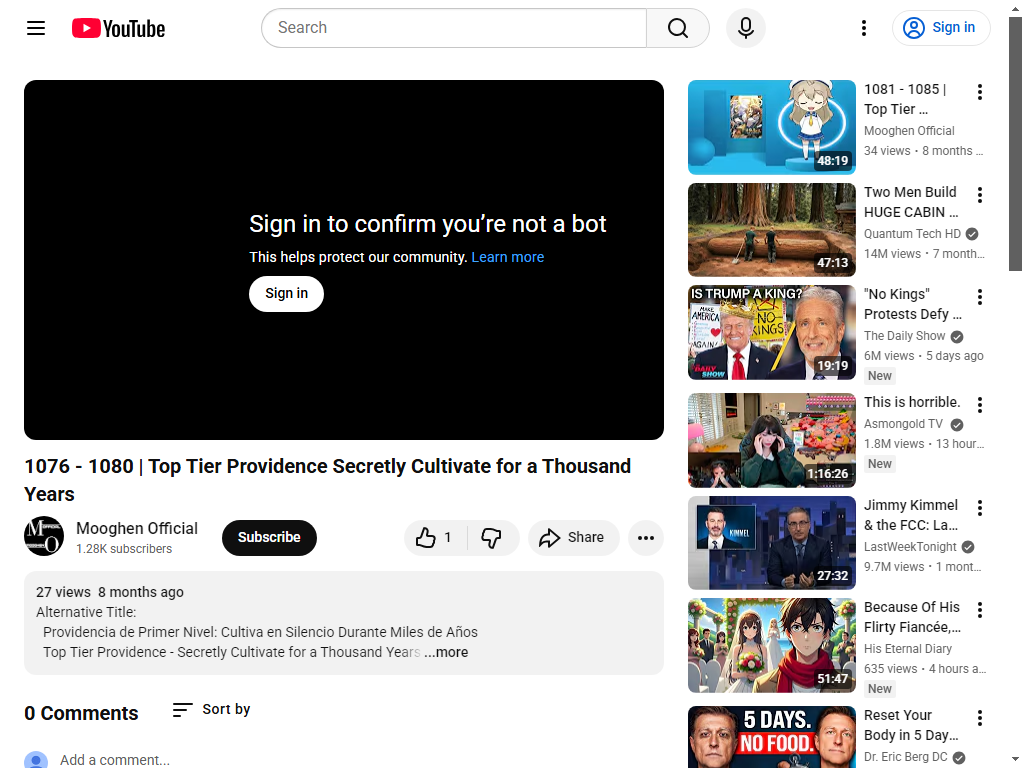 YouTube
Search
Sign in
Sign in to confirm you’re not a bot
This helps protect our community. Learn more
Sign in
1076 - 1080 | Top Tier Providence Secretly Cultivate for a Thousand
Years
Mooghen Official
1.28K subscribers
Subscribe
1
Share
27 views 8 months ago
Alternative Title:
Providencia de Primer Nivel: Cultiva en Silencio Durante Miles de Años
Top Tier Providence - Secretly Cultivate for a Thousand Years ...more
0 Comments
Sort by
Add a comment...
48:19
1081 - 1085 |
Top Tier ...
Mooghen Official
34 views • 8 months ...
47:13
Two Men Build
HUGE CABIN ...
Quantum Tech HD
14M views • 7 month...
IS TRUMP A KING?
MAKE
AMERICA
AGAIN!
NO
KINGS
DAILY
SHOW
19:19
"No Kings"
Protests Defy ...
The Daily Show
6M views • 5 days ago
New
1:16:26
This is horrible.
Asmongold TV
1.8M views • 13 hour...
New
KIMMEL
27:32
Jimmy Kimmel
& the FCC: La...
LastWeekTonight
9.7M views • 1 mont...
51:47
Because Of His
Flirty Fiancée,...
His Eternal Diary
635 views • 4 hours a...
New
5 DAYS.
NO FOOD.
Reset Your
Body in 5 Day...
Dr. Eric Berg DC